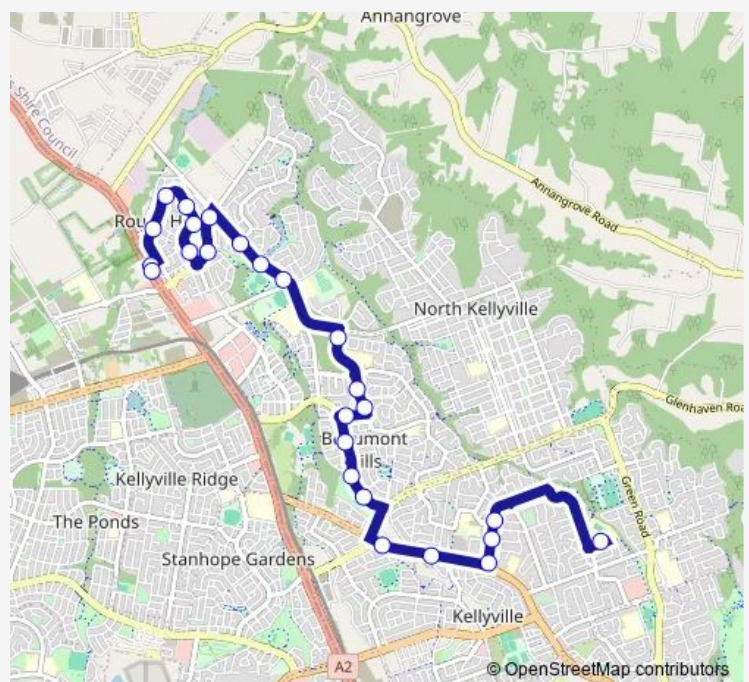 Annangrove
Shire Council
Annangrove Road
North Kellyville
Glenhaven
Kellyville Ridge
Green Road
The Ponds
Stanhope Gardens
Kellyville
A2
© OpenStreetMap contributors